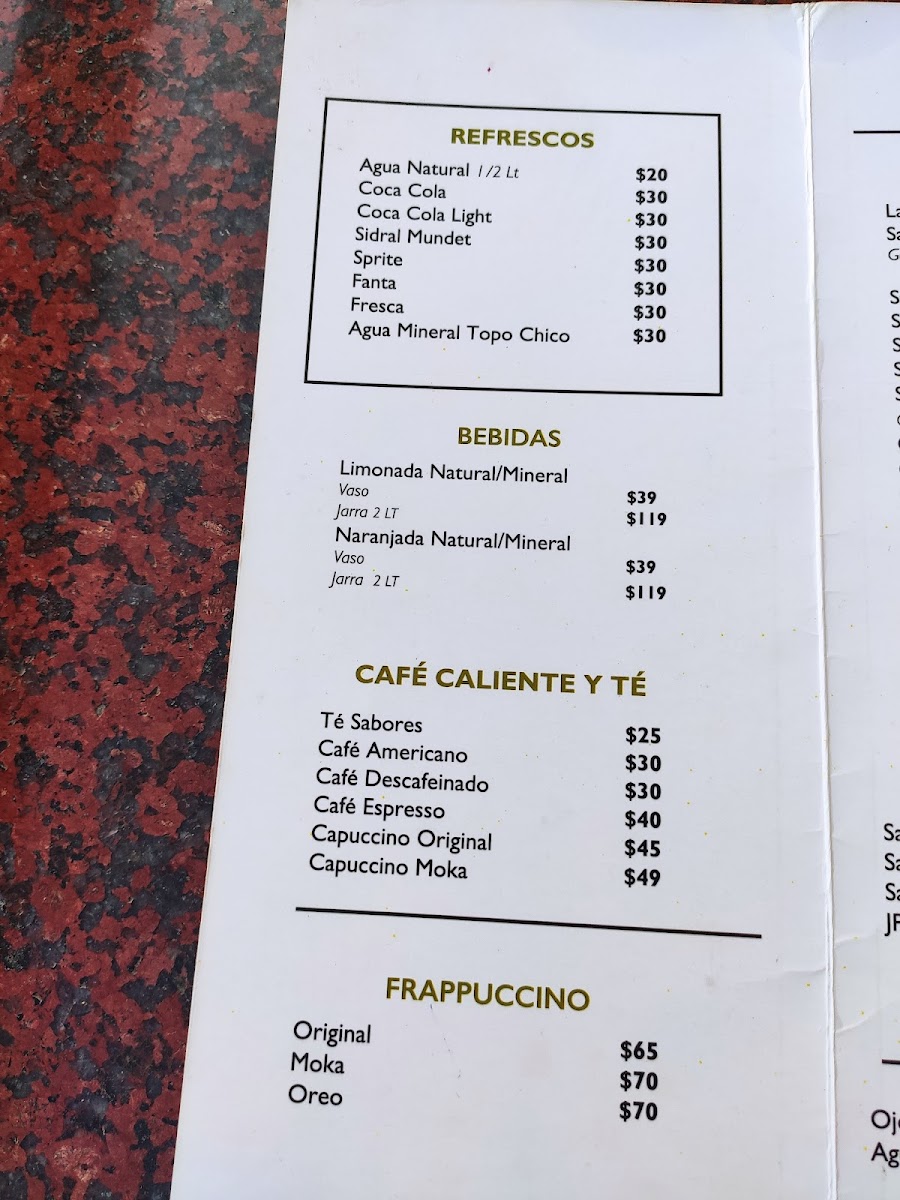 REFRESCOS
Agua Natural 1/2 Lt $20
Coca Cola $30
Coca Cola Light $30
Sidral Mundet $30
Sprite $30
Fanta $30
Fresca $30
Agua Mineral Topo Chico $30
BEBIDAS
Limonada Natural/Mineral
Vaso $39
Jarra 2 LT $119
Naranjada Natural/Mineral
Vaso $39
Jarra 2 LT $119
CAFÉ CALIENTE Y TÉ
Té Sabores $25
Café Americano $30
Café Descafeinado $30
Café Espresso $40
Capuccino Original $45
Capuccino Moka $49
FRAPPUCCINO
Original $65
Moka $70
Oreo $70